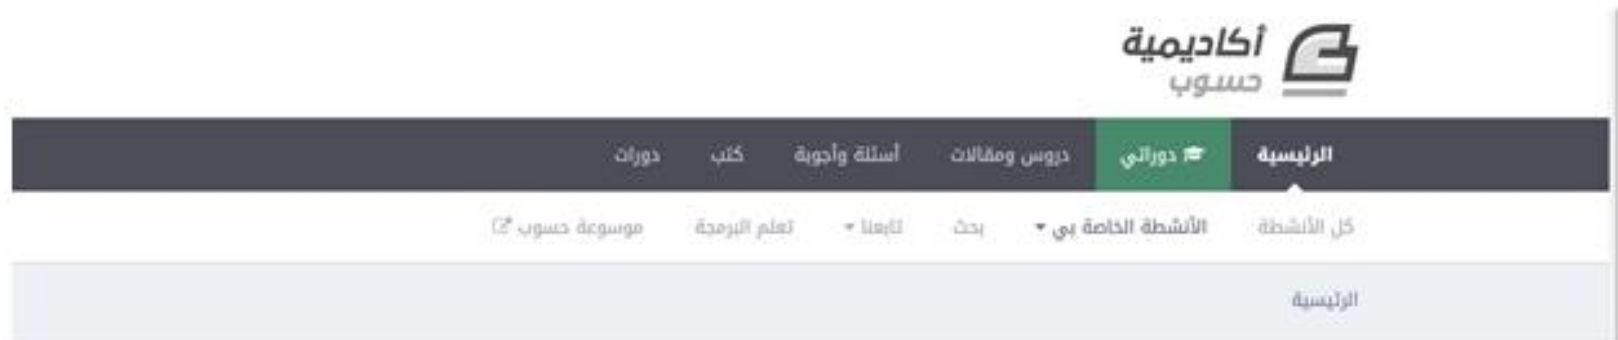 أكاديمية
حسوب
الرئيسية دوراتي دروس ومقالات أسئلة وأجوبة كتب دورات
كل الأنشطة الأنشطة الخاصة بي بحث تابعنا تعلم البرمجة موسوعة حسوب
الرئيسية